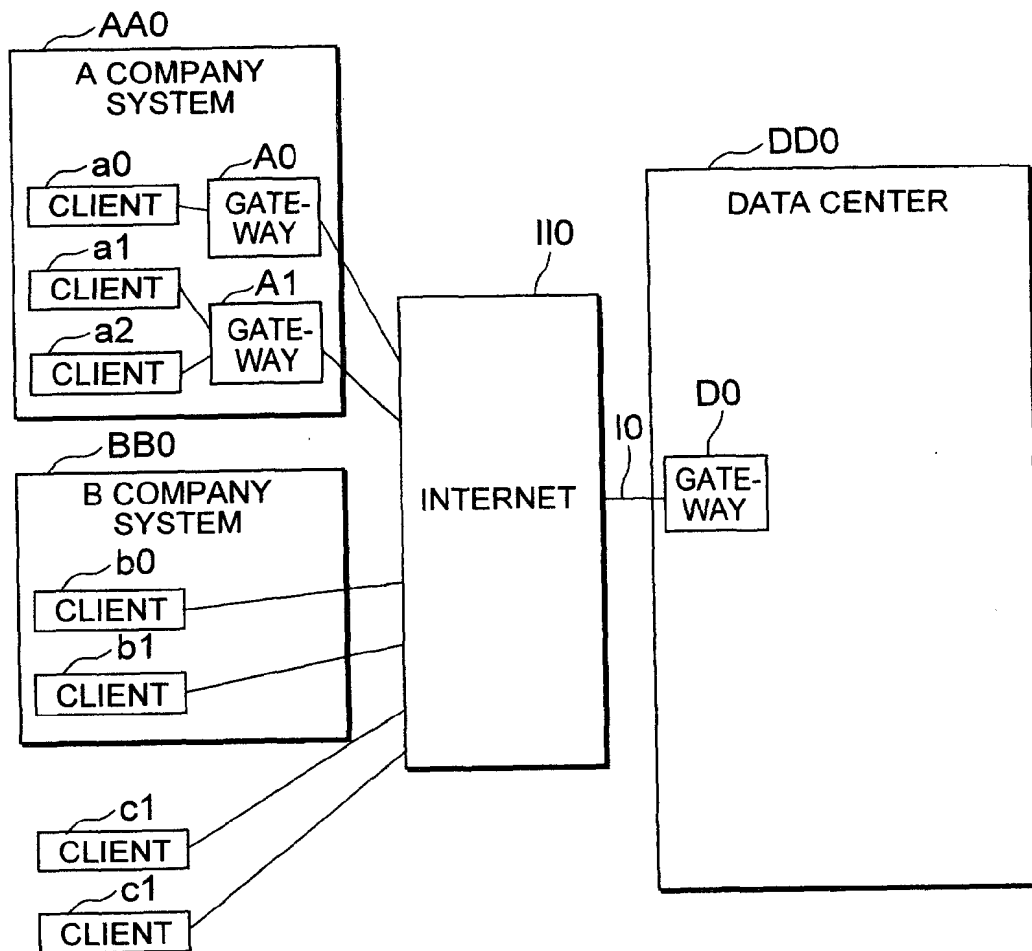 AA0
A COMPANY
SYSTEM
a0
CLIENT
A0
GATE-
WAY
a1
CLIENT
A1
GATE-
WAY
a2
CLIENT
BB0
B COMPANY
SYSTEM
b0
CLIENT
b1
CLIENT
c1
CLIENT
c1
CLIENT
II0
INTERNET
I0
DD0
DATA CENTER
D0
GATE-
WAY